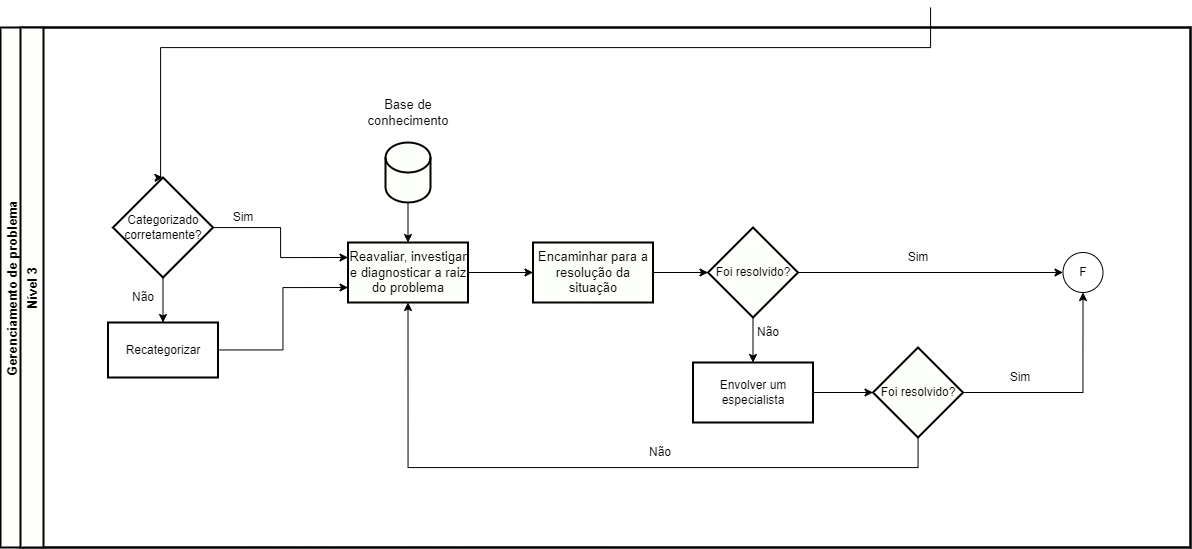 Gerenciamento de problema
Nível 3
Base de
conhecimento
Categorizado
corretamente?
Sim
Não
Recategorizar
Reavaliar, investigar
e diagnosticar a raiz
do problema
Encaminhar para a
resolução da
situação
Foi resolvido?
Sim
F
Não
Envolver um
especialista
Foi resolvido?
Sim
Não